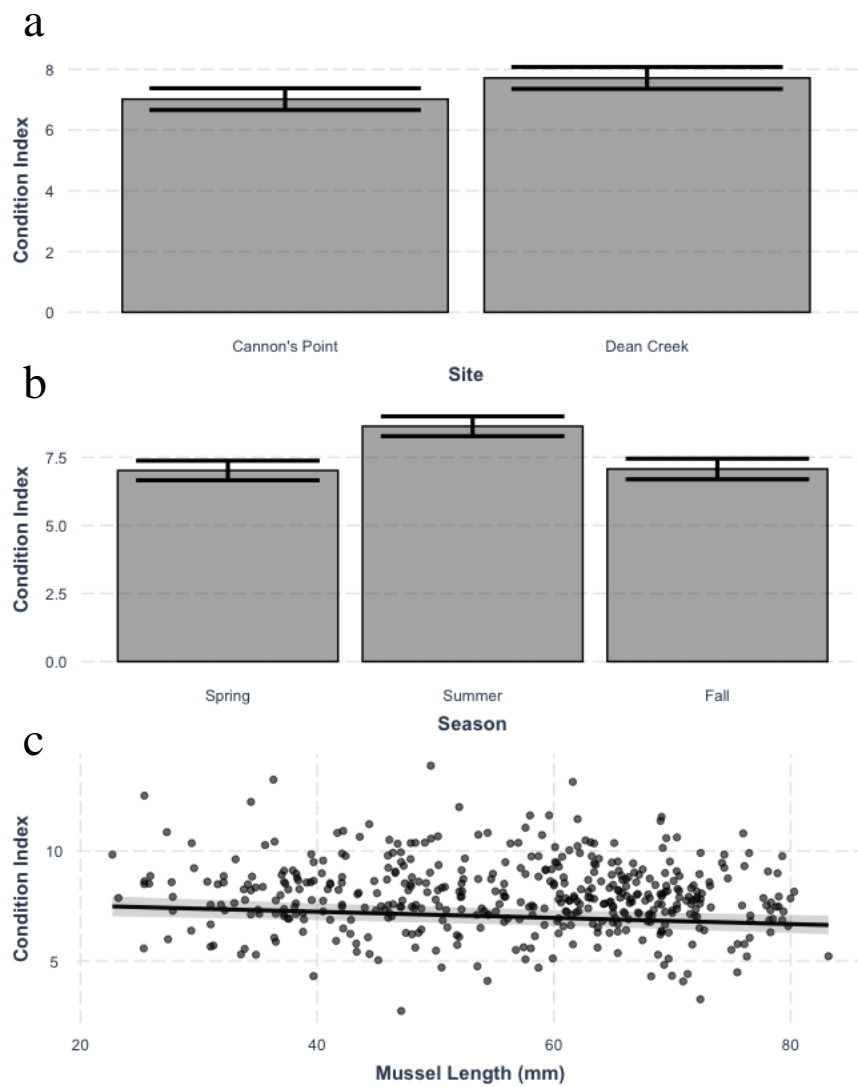 a
8
6
4
2
0
Condition Index
Cannon's Point Dean Creek
Site
b
7.5
5.0
2.5
0.0
Condition Index
Spring Summer Fall
Season
c
10
5
Condition Index
20 40 60 80
Mussel Length (mm)